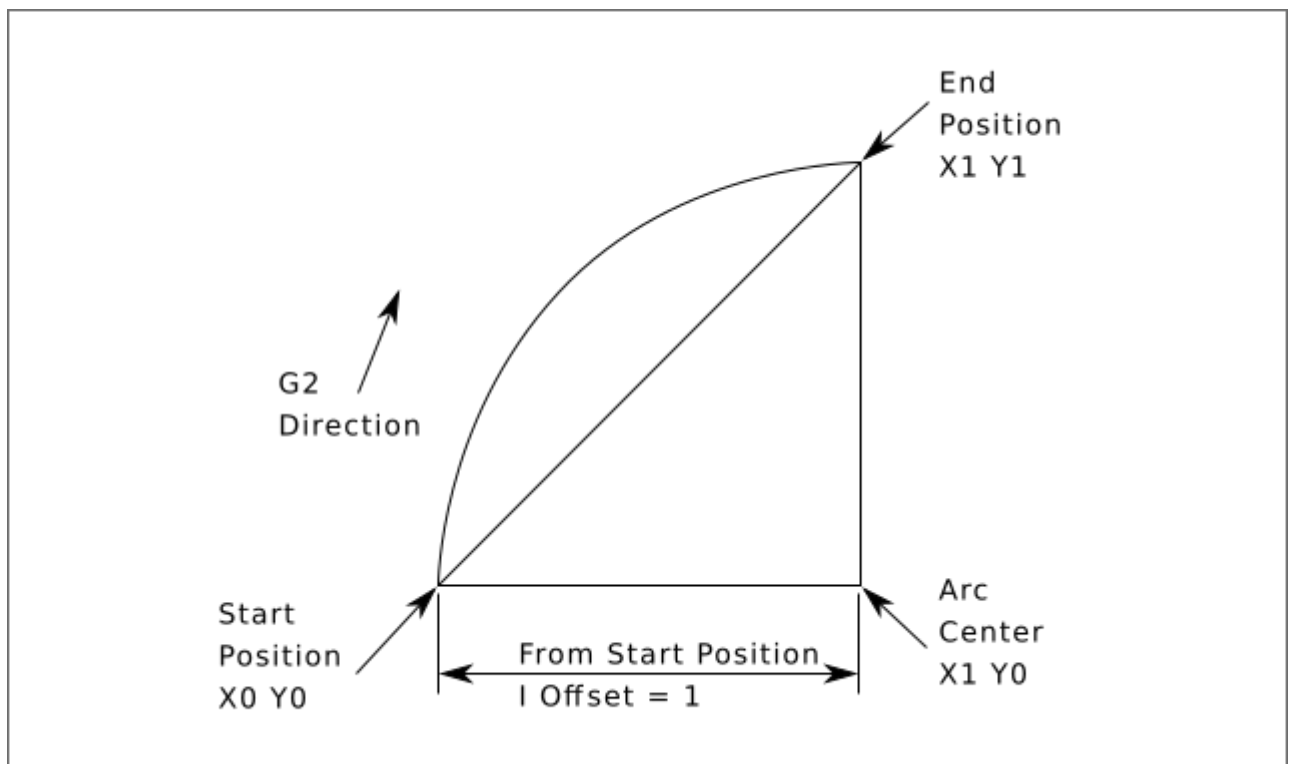 End
Position
X1 Y1
G2
Direction
Start
Position
X0 Y0
From Start Position
I Offset = 1
Arc
Center
X1 Y0